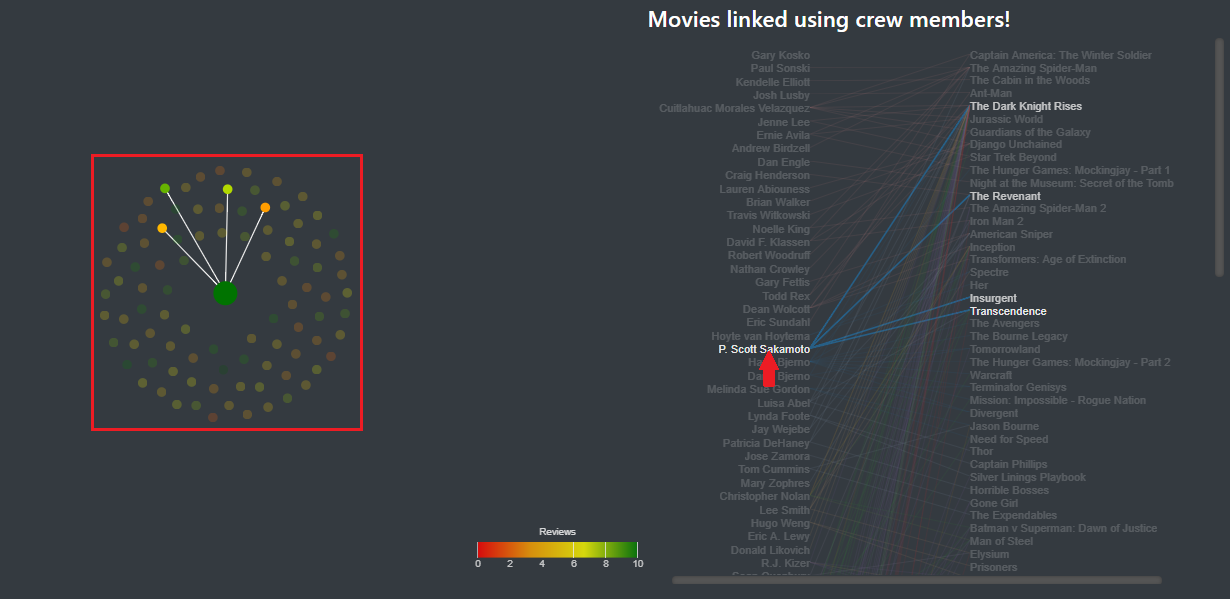 Movies linked using crew members!
Gary Kosko
Paul Sonski
Kendelle Elliott
Josh Lusby
Cuillahuac Morales Velazquez
Jenne Lee
Ernie Avila
Andrew Birdzell
Dan Engle
Craig Henderson
Lauren Abiouness
Brian Walker
Travis Witkowski
Noelle King
David F. Klassen
Robert Woodruff
Nathan Crowley
Gary Fettis
Todd Rex
Dean Wolcott
Eric Sundahl
Hoyte van Hoytema
P. Scott Sakamoto
Bjerno
Bjerno
Melinda Sue Gordon
Luisa Abel
Lynda Foote
Jay Wejebe
Patricia DeHaney
Jose Zamora
Tom Cummins
Mary Zophres
Christopher Nolan
Lee Smith
Hugo Weng
Eric A. Lewy
Donald Likovich
R.J. Kizer
Captain America: The Winter Soldier
The Amazing Spider-Man
The Cabin in the Woods
Ant-Man
The Dark Knight Rises
Jurassic World
Guardians of the Galaxy
Django Unchained
Star Trek Beyond
The Hunger Games: Mockingjay - Part 1
Night at the Museum: Secret of the Tomb
The Revenant
The Amazing Spider-Man 2
Iron Man 2
American Sniper
Inception
Transformers: Age of Extinction
Spectre
Her
Insurgent
Transcendence
The Avengers
The Bourne Legacy
Tomorrowland
The Hunger Games: Mockingjay - Part 2
Warcraft
Terminator Genisys
Mission: Impossible - Rogue Nation
Divergent
Jason Bourne
Need for Speed
Thor
Captain Phillips
Silver Linings Playbook
Horrible Bosses
Gone Girl
The Expendables
Batman v Superman: Dawn of Justice
Man of Steel
Elysium
Prisoners
Reviews
0 2 4 6 8 10